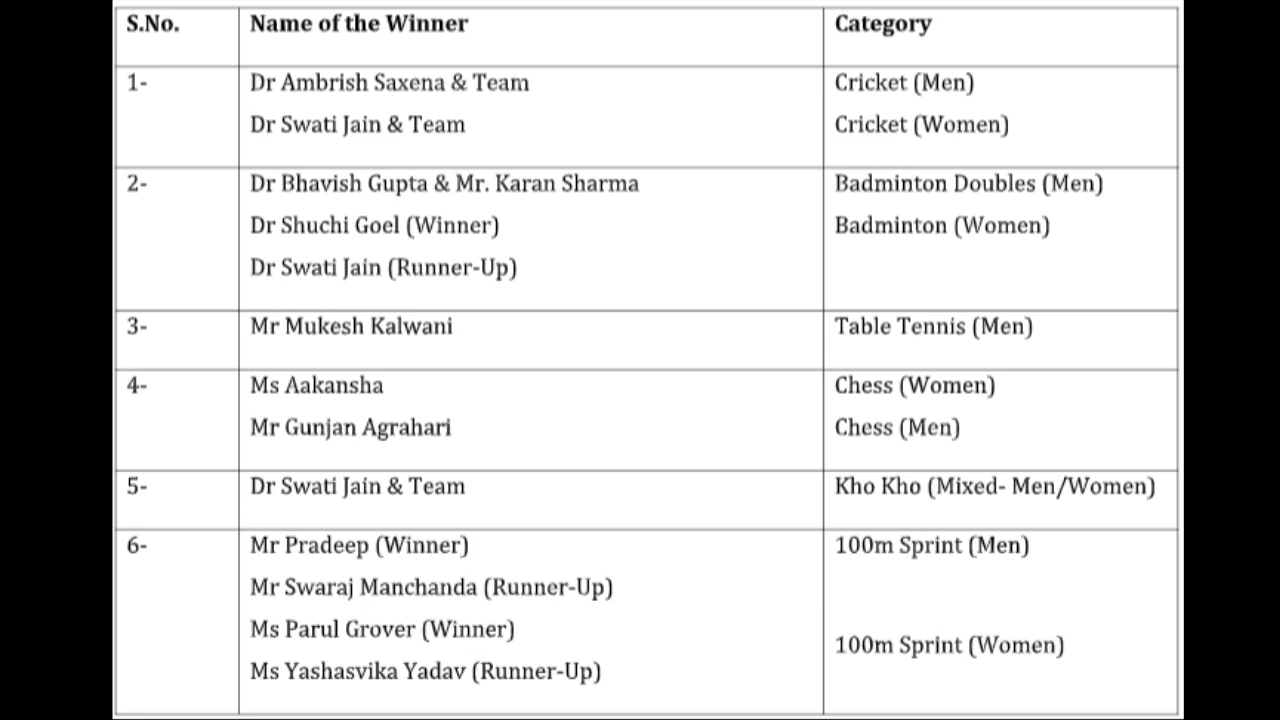 S.No. Name of the Winner Category
1- Dr Ambrish Saxena & Team Cricket (Men)
Dr Swati Jain & Team Cricket (Women)
2- Dr Bhavish Gupta & Mr. Karan Sharma Badminton Doubles (Men)
Dr Shuchi Goel (Winner) Badminton (Women)
Dr Swati Jain (Runner-Up)
3- Mr Mukesh Kalwani Table Tennis (Men)
4- Ms Aakansha Chess (Women)
Mr Gunjan Agrahari Chess (Men)
5- Dr Swati Jain & Team Kho Kho (Mixed- Men/Women)
6- Mr Pradeep (Winner) 100m Sprint (Men)
Mr Swaraj Manchanda (Runner-Up)
Ms Parul Grover (Winner)
100m Sprint (Women)
Ms Yashasvika Yadav (Runner-Up)